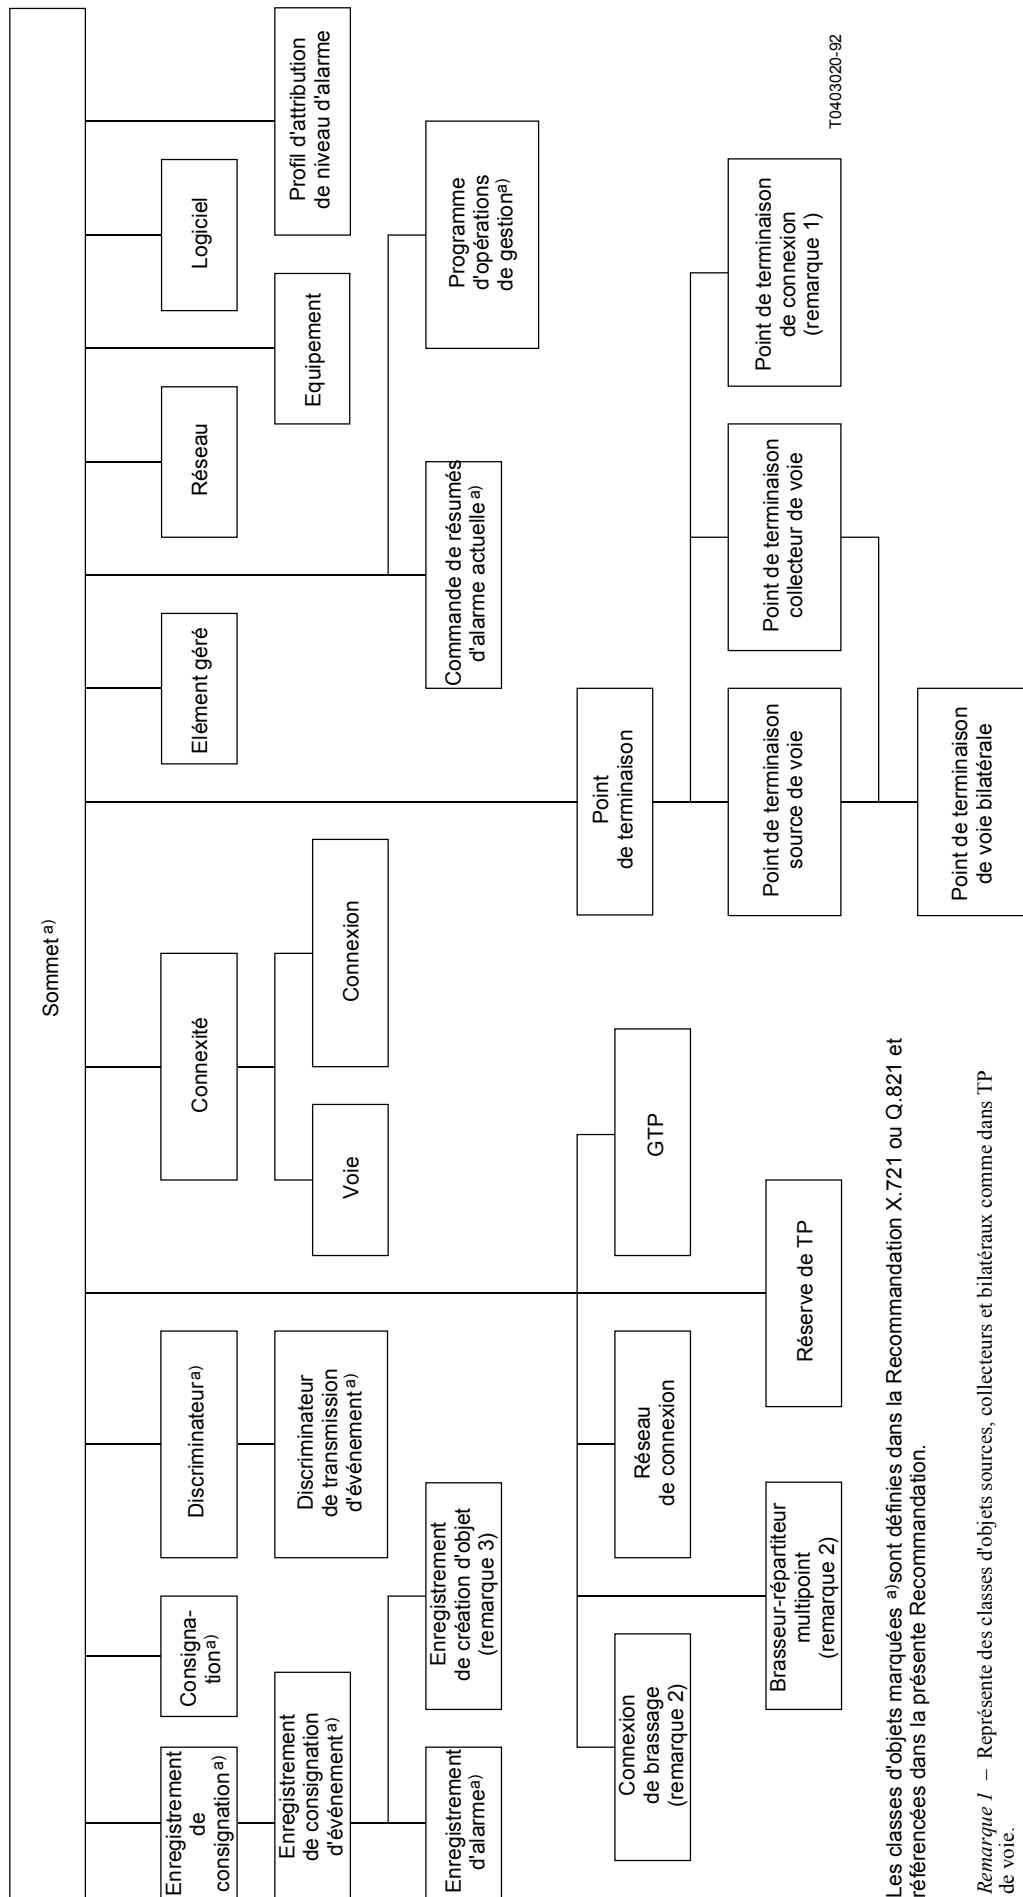 Sommet a)
Enregistrement
de
consignation a)
Consigna-
tion a)
Discriminateur a)
Connexité
Elément géré
Réseau
Logiciel
Enregistrement
de consignation
d'événement a)
Discriminateur
de transmission
d'événement a)
Voie
Connexion
Equipement
Profil d'attribution
de niveau d'alarme
Enregistrement
d'alarme a)
Enregistrement
de création d'objet
(remarque 3)
Commande de résumés
d'alarme actuelle a)
Programme
d'opérations
de gestion a)
Connexion
de brassage
(remarque 2)
Réseau
de connexion
GTP
Point
de terminaison
Brasseur-répartiteur
multipoint
(remarque 2)
Réserve de TP
Point de terminaison
source de voie
Point de terminaison
collecteur de voie
Point de terminaison
de connexion
(remarque 1)
Point de terminaison
de voie bilatérale
T0403020-92
Les classes d'objets marquées a) sont définies dans la Recommandation X.721 ou Q.821 et
référencées dans la présente Recommandation.
Remarque 1 – Représente des classes d'objets sources, collecteurs et bilatéraux comme dans TP
de voie.